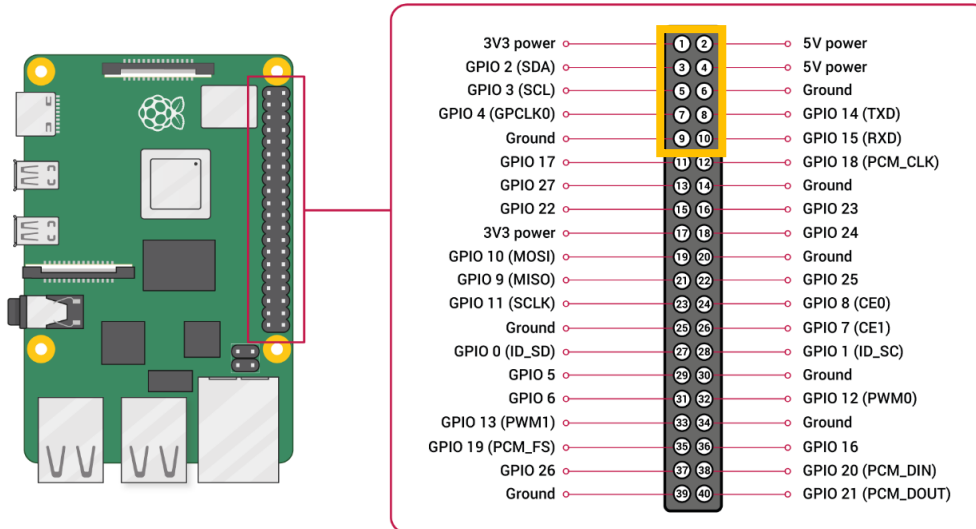 3V3 power 1 2 5V power
GPIO 2 (SDA) 3 4 5V power
GPIO 3 (SCL) 5 6 Ground
GPIO 4 (GPCLK0) 7 8 GPIO 14 (TXD)
Ground 9 10 GPIO 15 (RXD)
GPIO 17 11 12 GPIO 18 (PCM_CLK)
GPIO 27 13 14 Ground
GPIO 22 15 16 GPIO 23
3V3 power 17 18 GPIO 24
GPIO 10 (MOSI) 19 20 Ground
GPIO 9 (MISO) 21 22 GPIO 25
GPIO 11 (SCLK) 23 24 GPIO 8 (CE0)
Ground 25 26 GPIO 7 (CE1)
GPIO 0 (ID_SD) 27 28 GPIO 1 (ID_SC)
GPIO 5 29 30 Ground
GPIO 6 31 32 GPIO 12 (PWM0)
GPIO 13 (PWM1) 33 34 Ground
GPIO 19 (PCM_FS) 35 36 GPIO 16
GPIO 26 37 38 GPIO 20 (PCM_DIN)
Ground 39 40 GPIO 21 (PCM_DOUT)